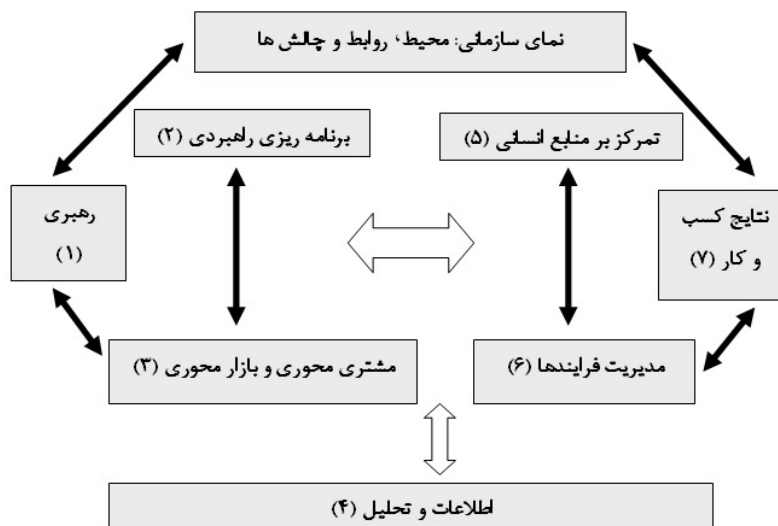 نمای سازمانی: محیط، روابط و چالش ها
برنامه ریزی راهبردی (۲)
تمرکز بر منابع انسانی (۵)
رهبری
(۱)
نتایج کسب
و کار (۷)
مشتری محوری و بازار محوری (۳)
مدیریت فرایندها (۶)
اطلاعات و تحلیل (۴)